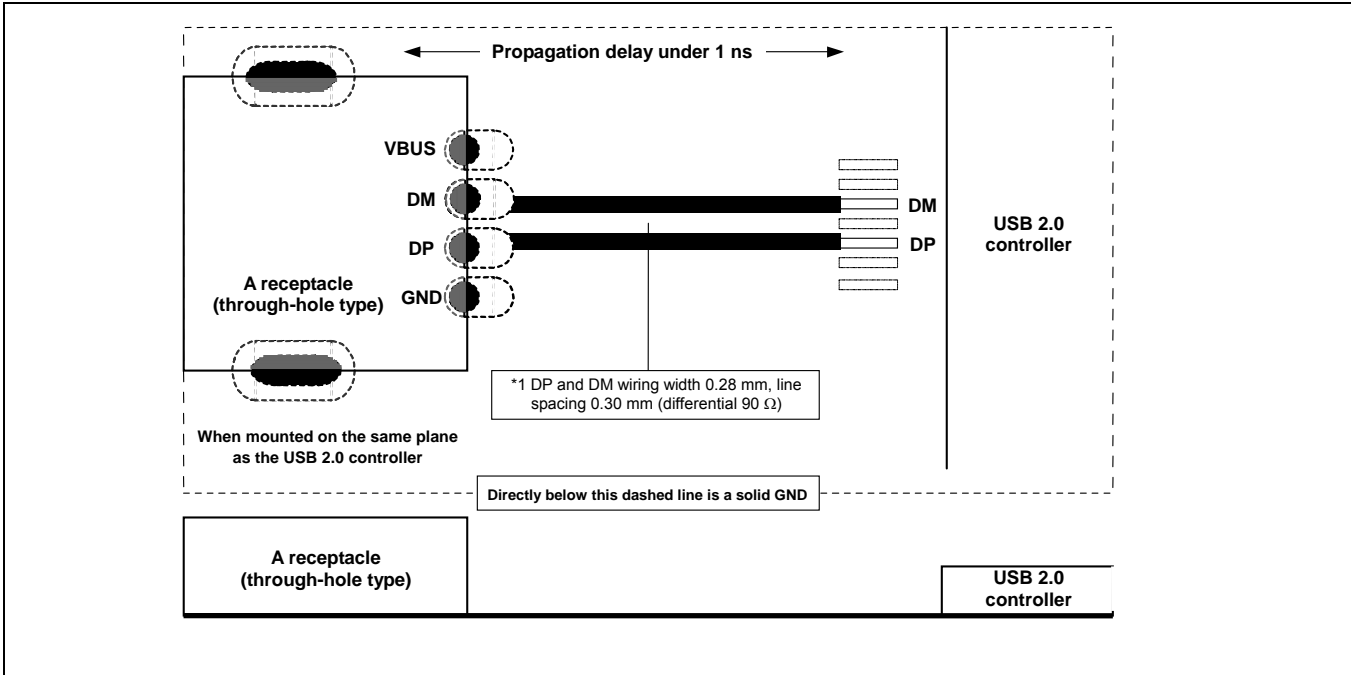 Propagation delay under 1 ns
VBUS
DM
DP
GND
A receptacle
(through-hole type)
DM
DP
USB 2.0
controller
*1 DP and DM wiring width 0.28 mm, line
spacing 0.30 mm (differential 90 Ω)
When mounted on the same plane
as the USB 2.0 controller
Directly below this dashed line is a solid GND
A receptacle
(through-hole type)
USB 2.0
controller